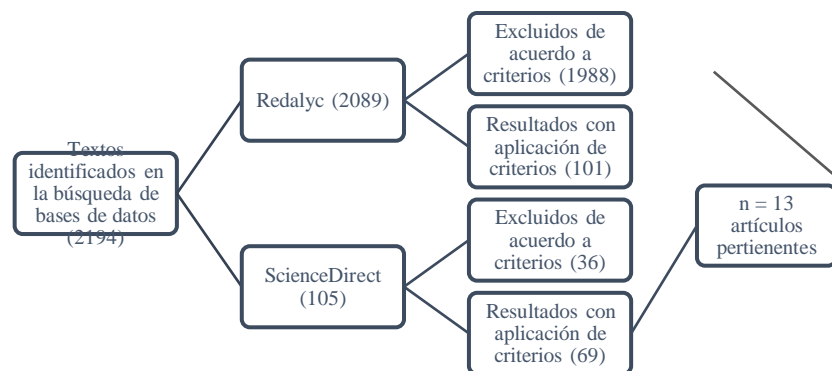 Textos
identificados en
la búsqueda de
bases de datos
(2194)
Redalyc (2089)
Excluidos de
acuerdo a
criterios (1988)
Resultados con
aplicación de
criterios (101)
ScienceDirect
(105)
Excluidos de
acuerdo a
criterios (36)
Resultados con
aplicación de
criterios (69)
n = 13
artículos
pertienentes